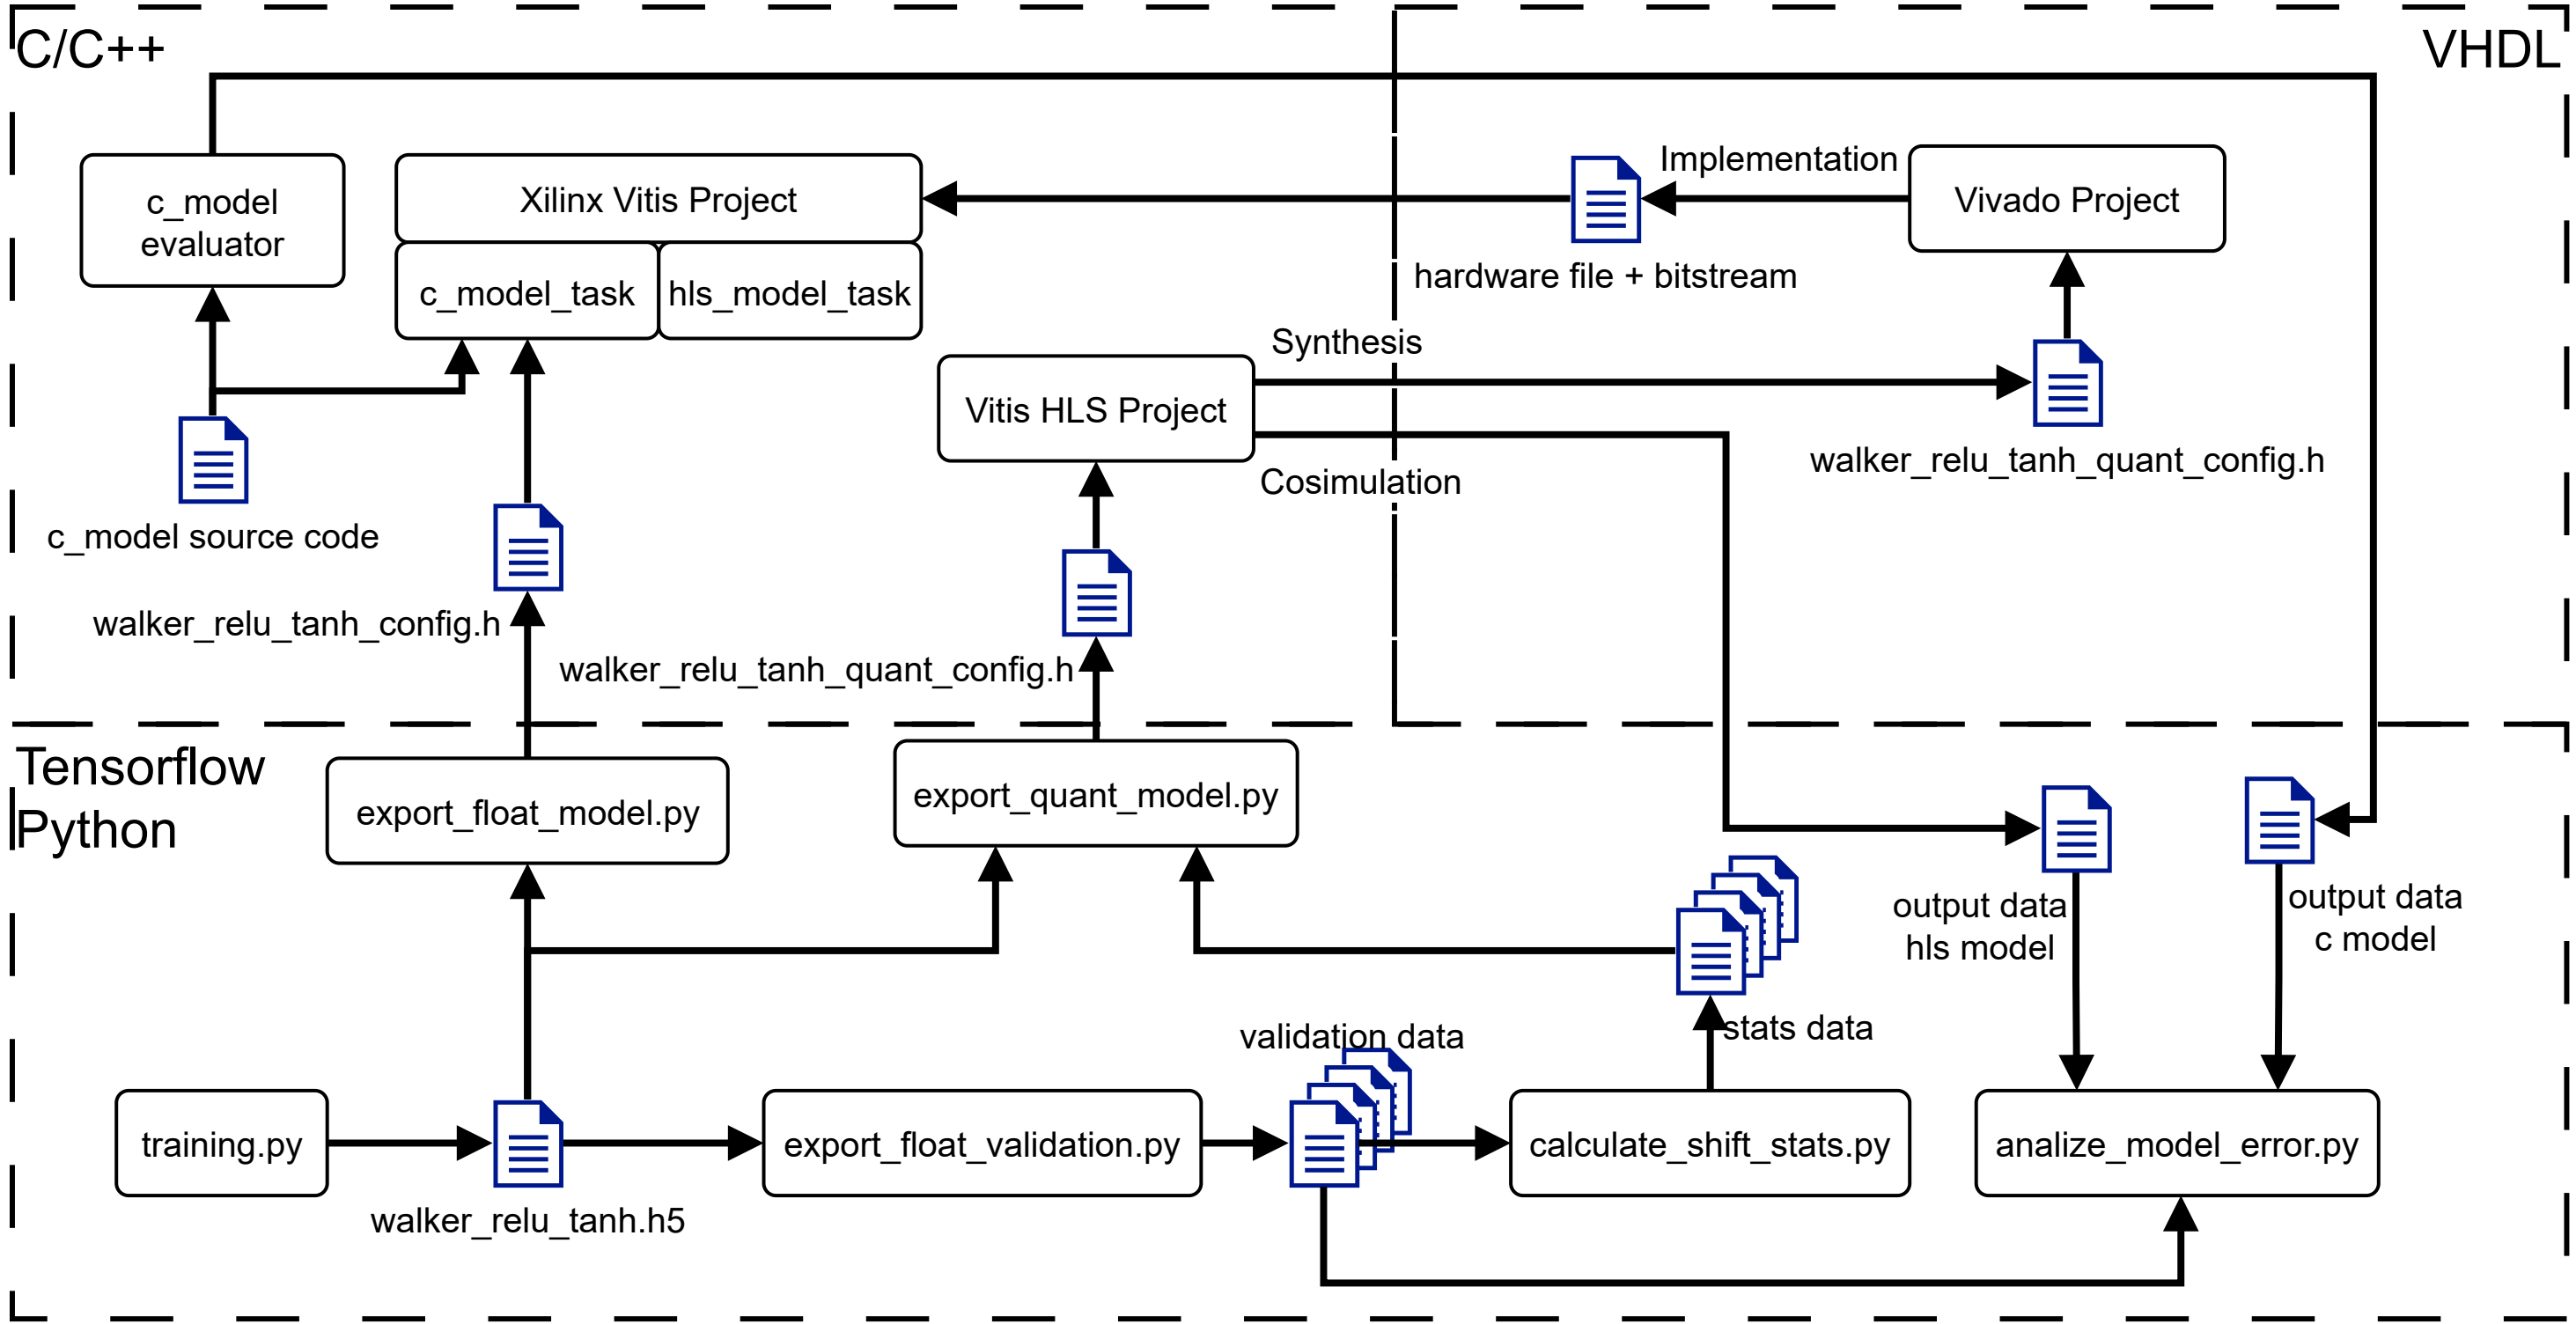 C/C++
VHDL
c_model
evaluator
Xilinx Vitis Project
c_model_task
hls_model_task
Implementation
Vivado Project
hardware file + bitstream
Synthesis
Vitis HLS Project
Cosimulation
walker_relu_tanh_quant_config.h
c_model source code
walker_relu_tanh_config.h
walker_relu_tanh_quant_config.h
Tensorflow
Python
export_float_model.py
export_quant_model.py
output data
hls model
output data
c model
validation data
stats data
training.py
export_float_validation.py
calculate_shift_stats.py
analize_model_error.py
walker_relu_tanh.h5